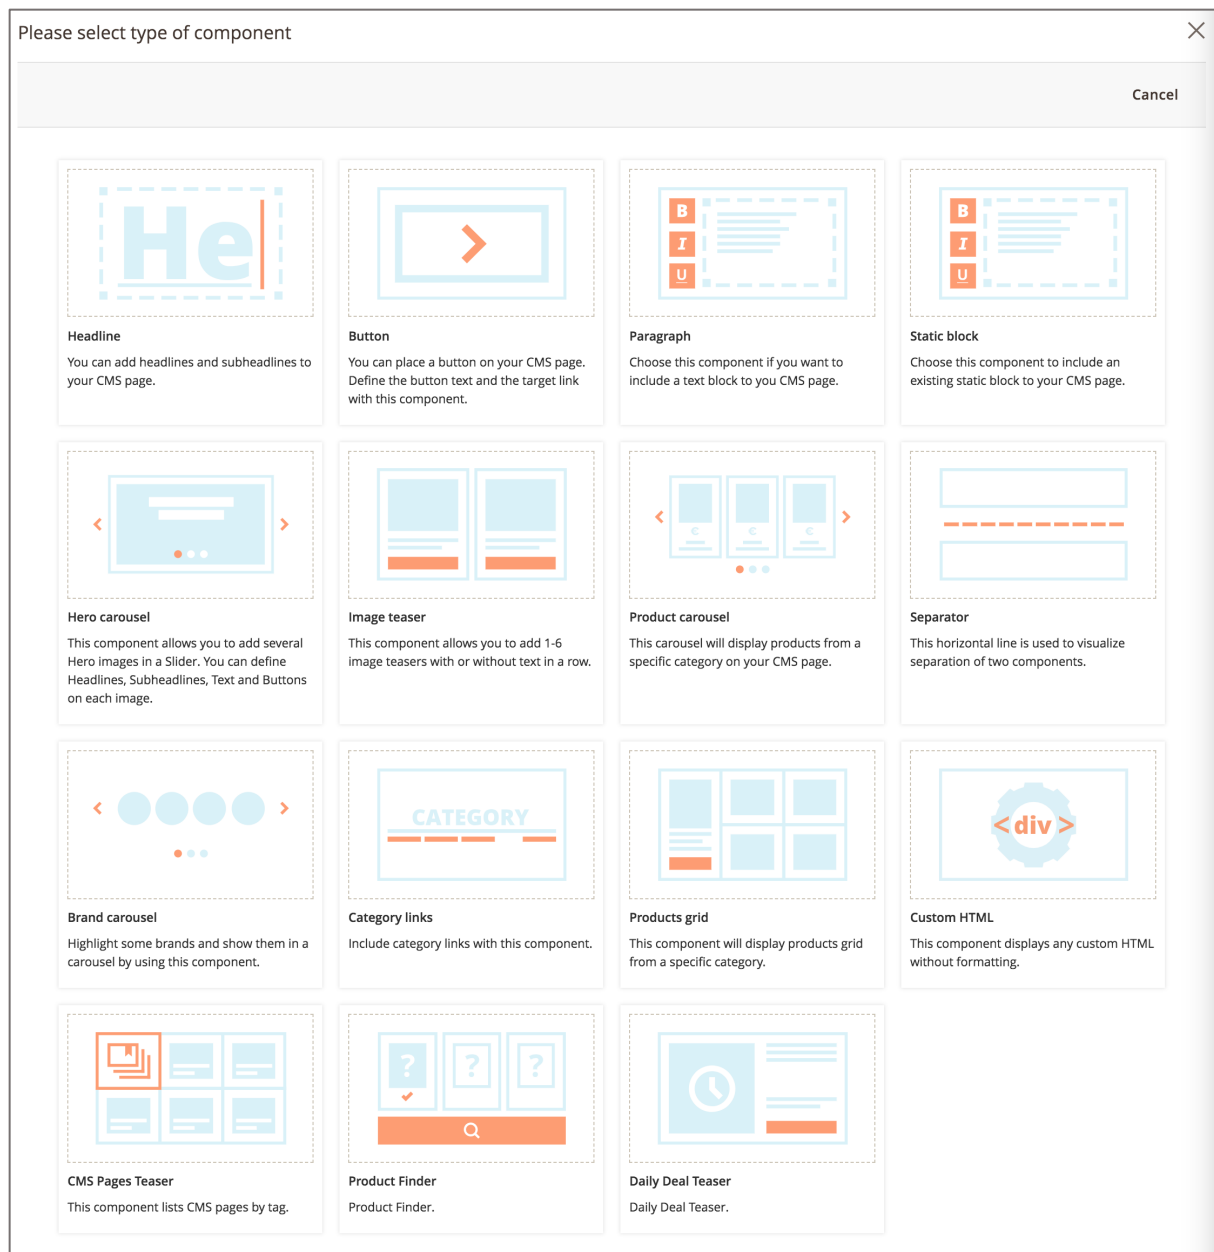 Please select type of component
Cancel
He
B
I
U
B
I
U
Headline
You can add headlines and subheadlines to
your CMS page.
Button
You can place a button on your CMS page.
Define the button text and the target link
with this component.
Paragraph
Choose this component if you want to
include a text block to you CMS page.
Static block
Choose this component to include an
existing static block to your CMS page.
€ € €
Hero carousel
This component allows you to add several
Hero images in a Slider. You can define
Headlines, Subheadlines, Text and Buttons
on each image.
Image teaser
This component allows you to add 1-6
image teasers with or without text in a row.
Product carousel
This carousel will display products from a
specific category on your CMS page.
Separator
This horizontal line is used to visualize
separation of two components.
CATEGORY
<div>
Brand carousel
Highlight some brands and show them in a
carousel by using this component.
Category links
Include category links with this component.
Products grid
This component will display products grid
from a specific category.
Custom HTML
This component displays any custom HTML
without formatting.
? ? ?
CMS Pages Teaser
This component lists CMS pages by tag.
Product Finder
Product Finder.
Daily Deal Teaser
Daily Deal Teaser.